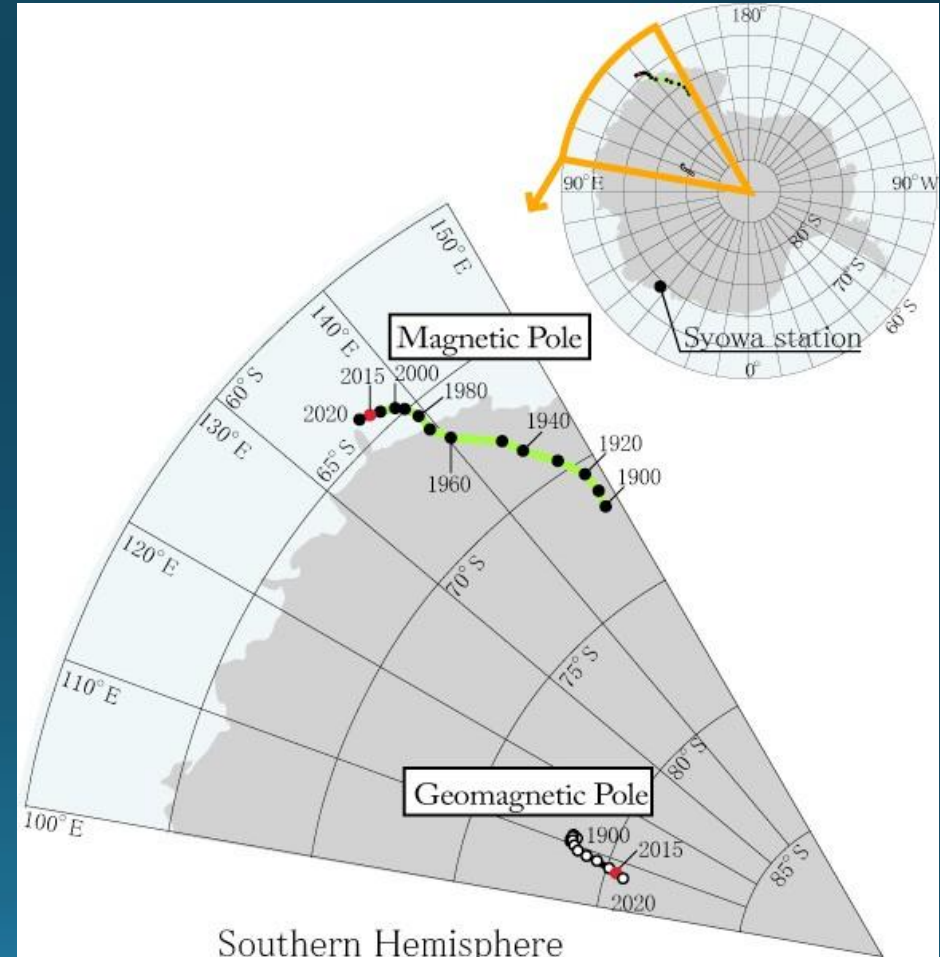 180°
90°E
90°W
80°S
70°S
60°S
Syowa station
0°
150°E
140°E
Magnetic Pole
60°S
2015
2000
1980
2020
130°E
1940
65°S
1920
1960
1900
120°E
70°S
75°S
110°E
80°S
Geomagnetic Pole
100°E
1900
2015
85°S
2020
Southern Hemisphere